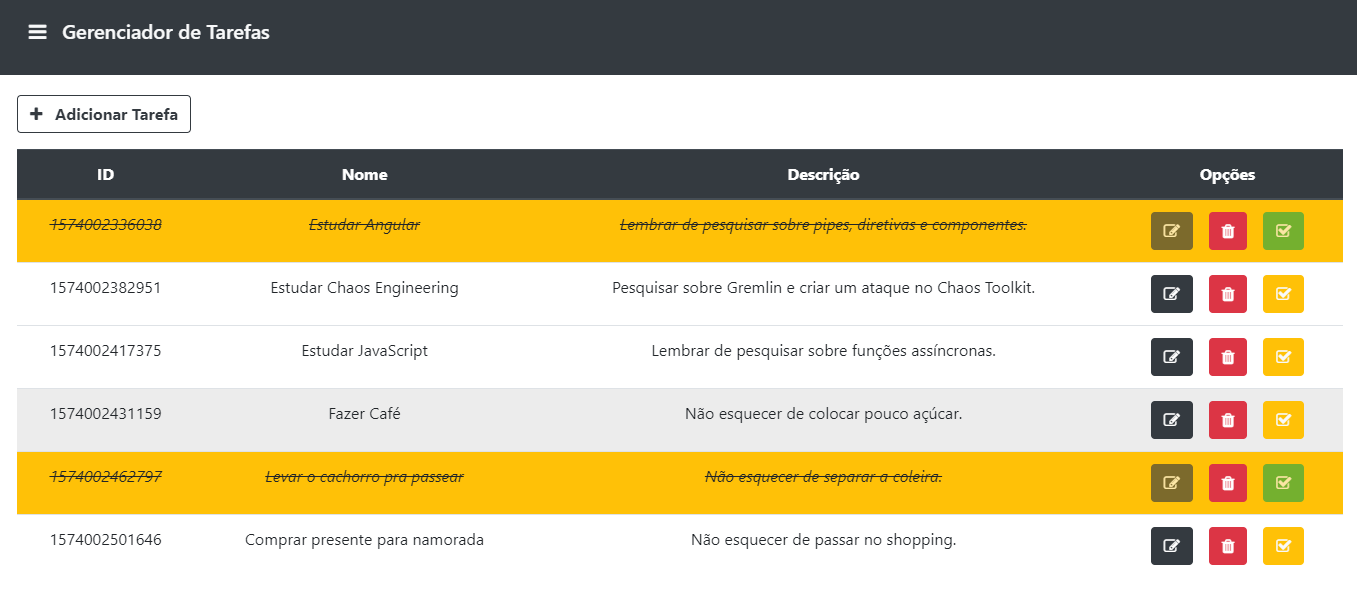 Gerenciador de Tarefas
Adicionar Tarefa
ID Nome Descrição Opções
1574002336038 Estudar Angular Lembrar de pesquisar sobre pipes, diretivas e componentes.
1574002382951 Estudar Chaos Engineering Pesquisar sobre Gremlin e criar um ataque no Chaos Toolkit.
1574002417375 Estudar JavaScript Lembrar de pesquisar sobre funções assíncronas.
1574002431159 Fazer Café Não esquecer de colocar pouco açúcar.
1574002462797 Levar o cachorro pra passear Não esquecer de separar a coleira.
1574002501646 Comprar presente para namorada Não esquecer de passar no shopping.